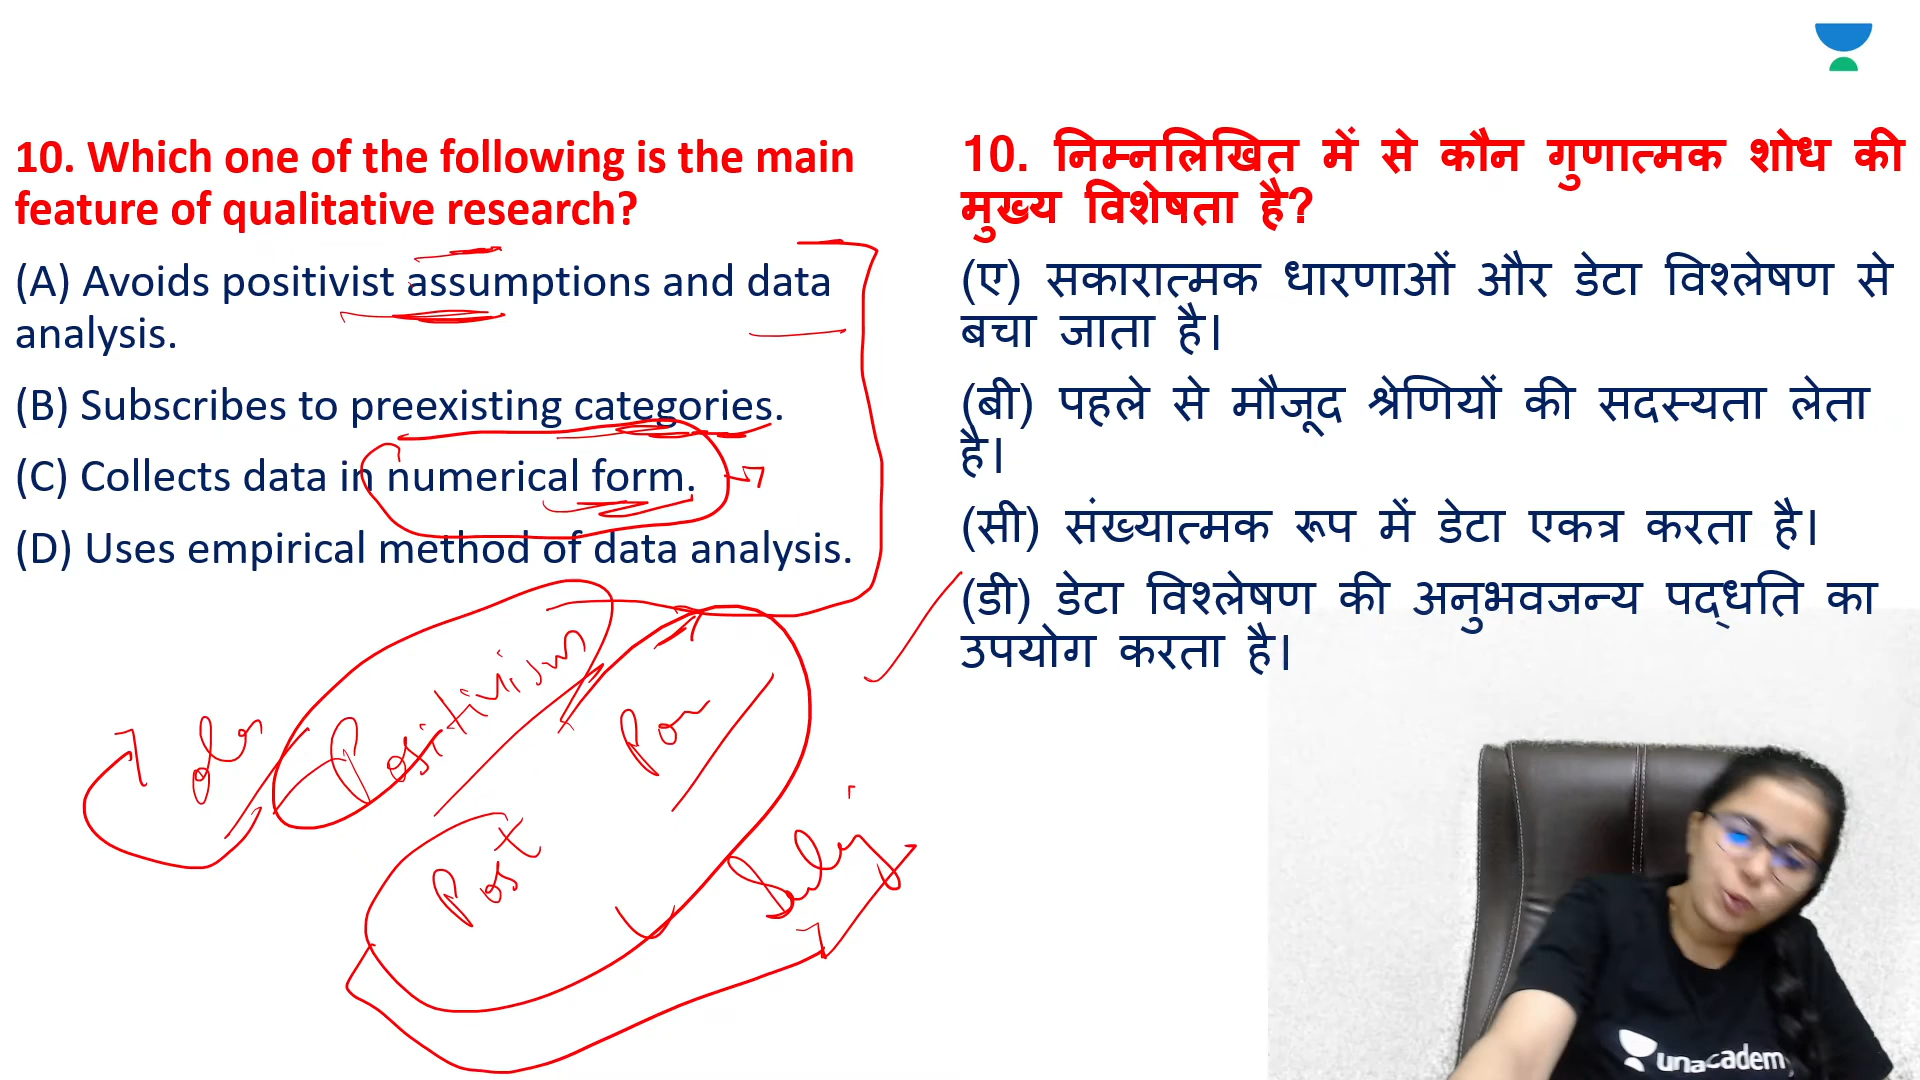 10. Which one of the following is the main
feature of qualitative research?
(A) Avoids positivist assumptions and data
analysis.
(B) Subscribes to preexisting categories.
(C) Collects data in numerical form.
(D) Uses empirical method of data analysis.
10. निम्नलिखित में से कौन गुणात्मक शोध की
मुख्य विशेषता है?
(ए) सकारात्मक धारणाओं और डेटा विश्लेषण से
बचा जाता है।
(बी) पहले से मौजूद श्रेणियों की सदस्यता लेता
है।
(सी) संख्यात्मक रूप में डेटा एकत्र करता है।
(डी) डेटा विश्लेषण की अनुभवजन्य पद्धति का
उपयोग करता है।
Positivism
Post
unacadem